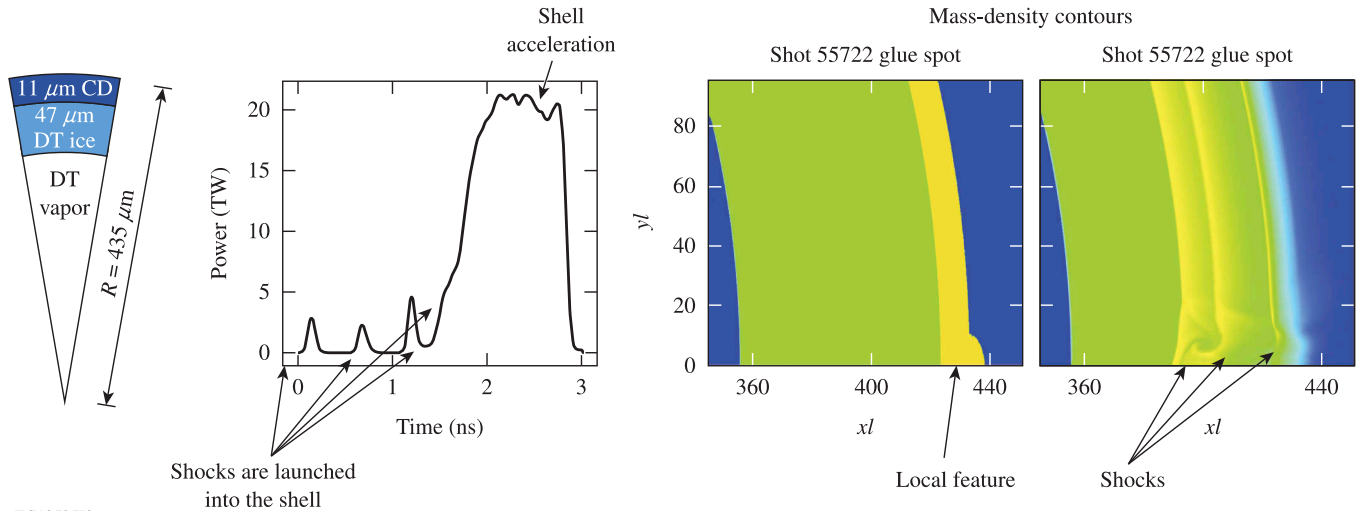 11 μm CD
47 μm
DT ice
DT
vapor
R = 435 μm
Shell
acceleration
Power (TW)
20
15
10
5
0
0
1
2
3
Time (ns)
Shocks are launched
into the shell
Mass-density contours
Shot 55722 glue spot
Shot 55722 glue spot
yl
80
60
40
20
0
360
400
440
360
440
xl
xl
Local feature
Shocks